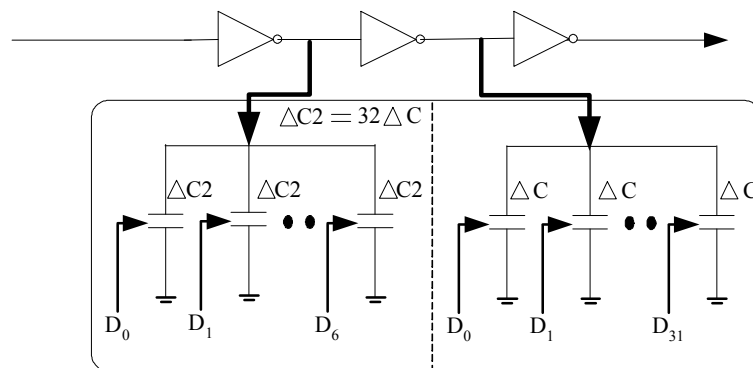 △C2 = 32△C
△C2 △C2 △C2
△C △C △C
D₀ D₁ D₆
D₀ D₁ D₃₁